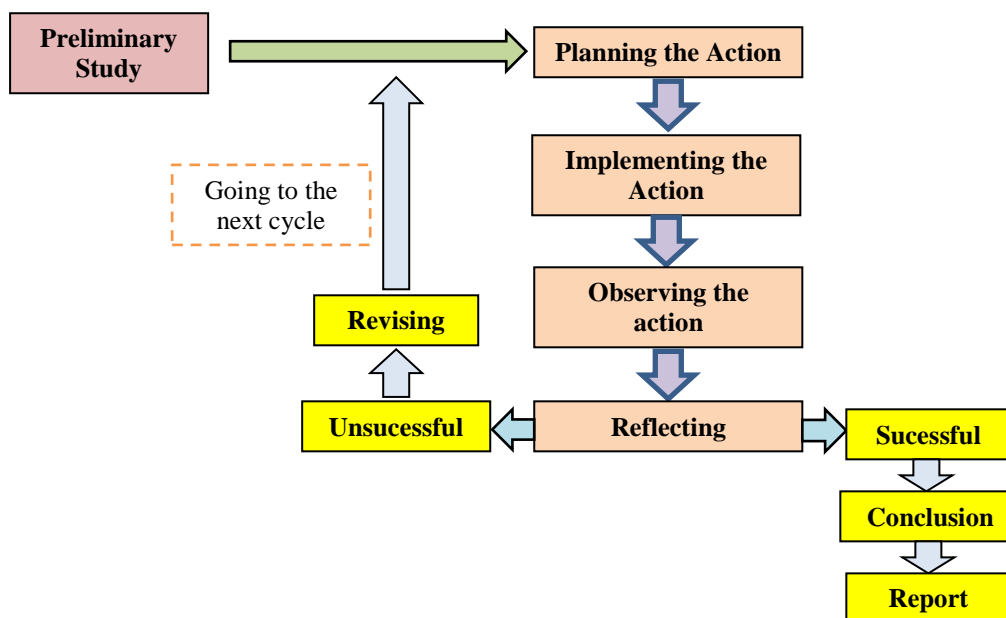 Preliminary
Study
Planning the Action
Implementing the
Action
Going to the
next cycle
Observing the
action
Revising
Unsucessful
Reflecting
Sucessful
Conclusion
Report